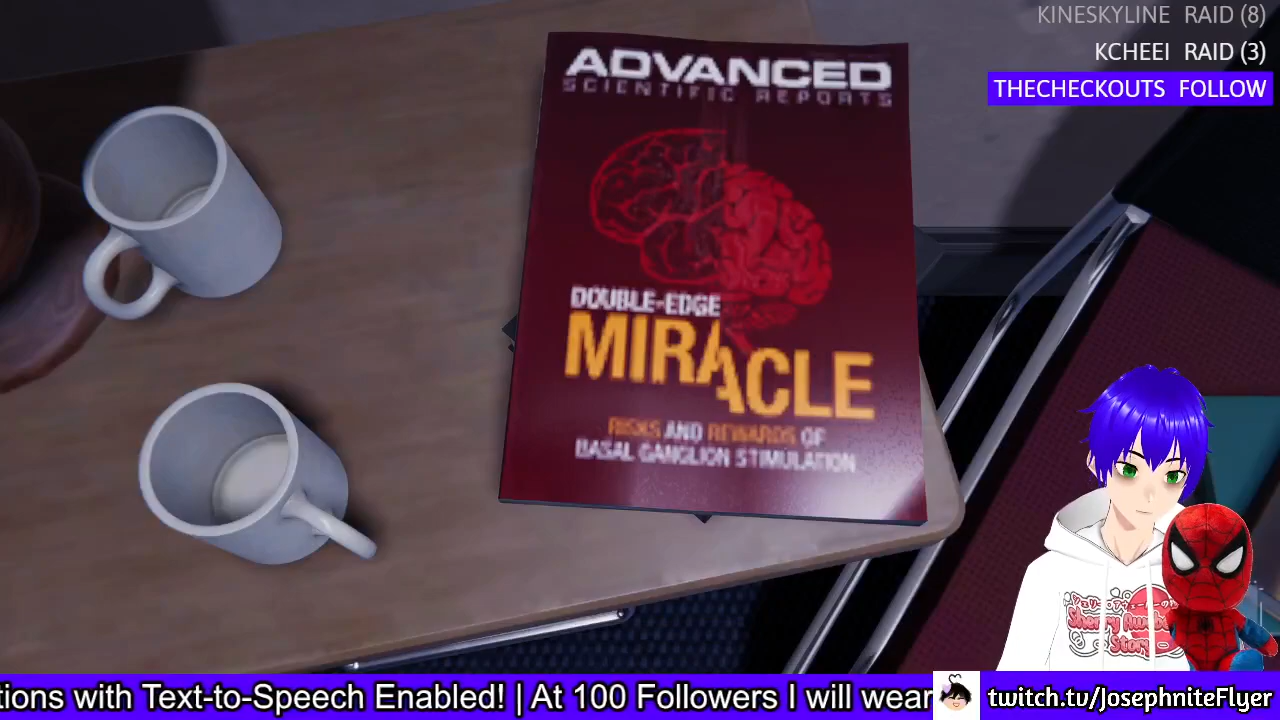 KINESKYLINE RAID (8)
KCHEEI RAID (3)
THECHECKOUTS FOLLOW
ADVANCED
SCIENTIFIC REPORTS
DOUBLE-EDGE
MIRACLE
RISKS AND REWARDS OF
BASAL GANGLION STIMULATION
Story
tions with Text-to-Speech Enabled! | At 100 Followers I will wear
twitch.tv/JosephniteFlyer